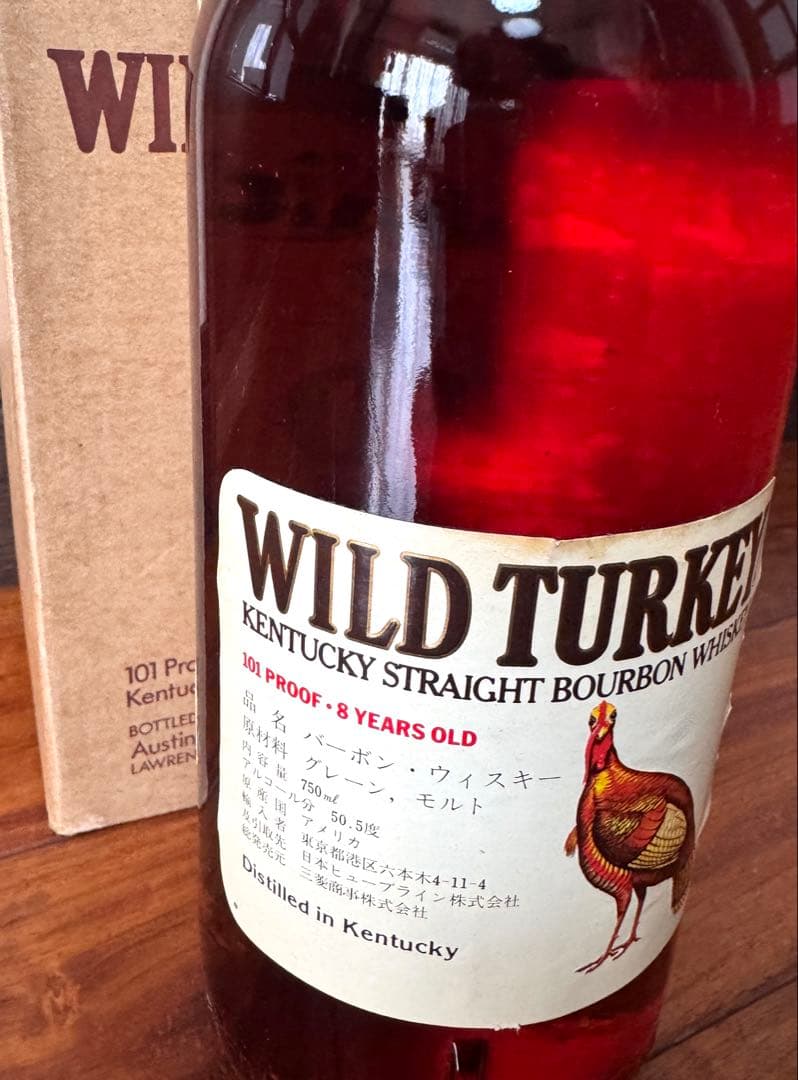 WI
101 Pro
Kentuc
BOTTLED
Austin
LAWREN
WILD TURKEY
KENTUCKY STRAIGHT BOURBON WHISKEY
101 PROOF • 8 YEARS OLD
品名 バーボン・ウィスキー
原材料 グレーン, モルト
内容量 750ml
アルコール分 50.5度
原産国 アメリカ
輸入者 東京都港区六本木4-11-4
及引取先 日本ヒューブライン株式会社
総発売元 三菱商事株式会社
Distilled in Kentucky